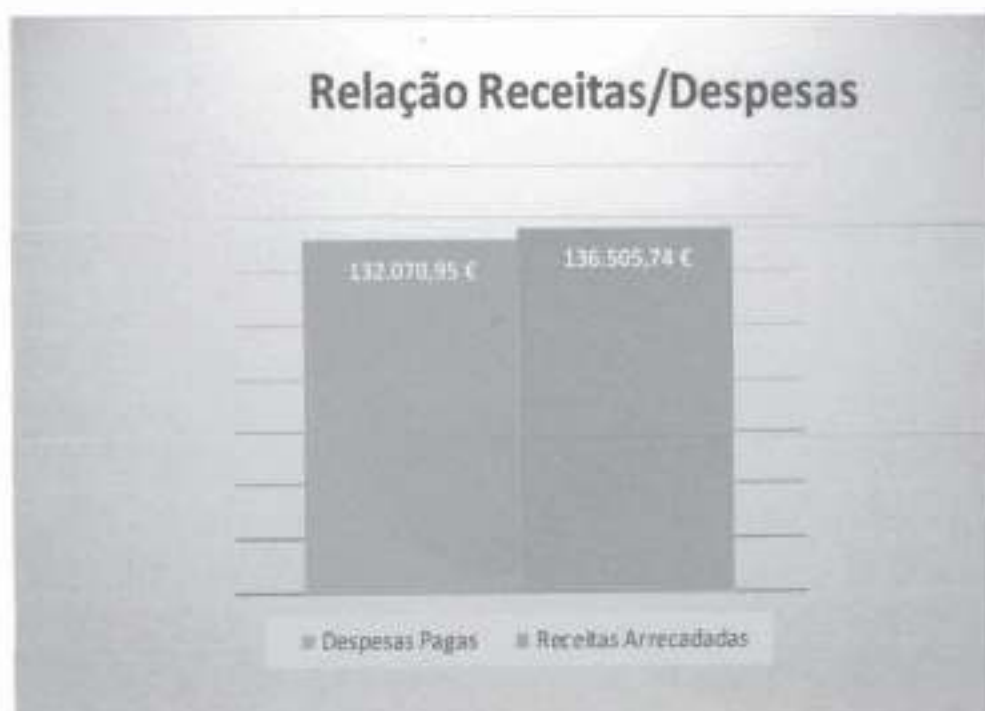 Relação Receitas/Despesas
132.070,95 € 136.505,74 €
Despesas Pagas Receitas Arrecadadas